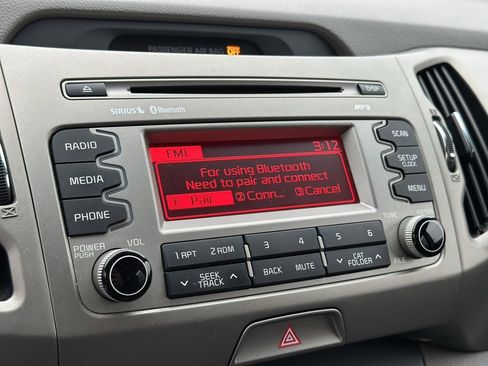 PASSENGER AIR BAG OFF
DISP
SIRIUS Bluetooth MP3
RADIO
MEDIA
PHONE
FM1 3:12
For using Bluetooth
Need to pair and connect
Pair 2 Conn... 3 Cancel
SCAN
SETUP
CLOCK
MENU
POWER
PUSH
VOL
TUNE
ENTER
FILE
1 RPT 2 RDM 3 4 5 6
SEEK
TRACK
BACK MUTE
CAT
FOLDER